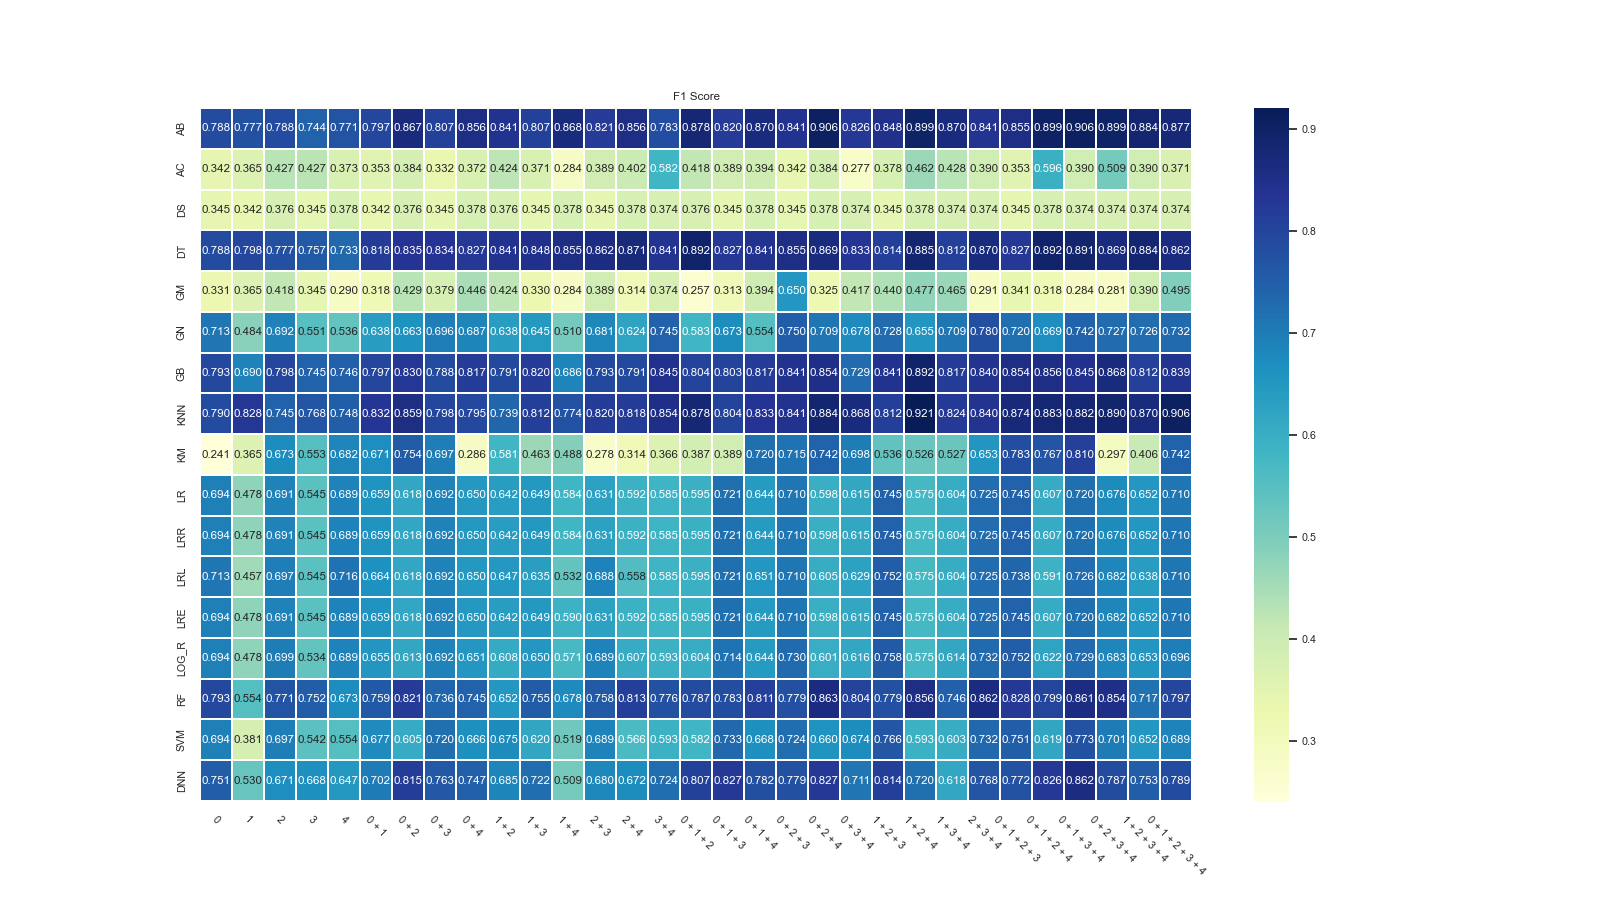 F1 Score
AB 0.788 0.777 0.788 0.744 0.771 0.797 0.867 0.807 0.856 0.841 0.807 0.868 0.821 0.856 0.783 0.878 0.820 0.870 0.841 0.906 0.826 0.848 0.899 0.870 0.841 0.855 0.899 0.906 0.899 0.884 0.877
AC 0.342 0.365 0.427 0.427 0.373 0.353 0.384 0.332 0.372 0.424 0.371 0.284 0.389 0.402 0.582 0.418 0.389 0.394 0.342 0.384 0.277 0.378 0.462 0.428 0.390 0.353 0.596 0.390 0.509 0.390 0.371
DS 0.345 0.342 0.376 0.345 0.378 0.342 0.376 0.345 0.378 0.376 0.345 0.378 0.345 0.378 0.374 0.376 0.345 0.378 0.345 0.378 0.374 0.345 0.378 0.374 0.374 0.345 0.378 0.374 0.374 0.374 0.374
DT 0.788 0.798 0.777 0.757 0.733 0.818 0.835 0.834 0.827 0.841 0.848 0.855 0.862 0.871 0.841 0.892 0.827 0.841 0.855 0.869 0.833 0.814 0.885 0.812 0.870 0.827 0.892 0.891 0.869 0.884 0.862
GM 0.331 0.365 0.418 0.345 0.290 0.318 0.429 0.379 0.446 0.424 0.330 0.284 0.389 0.314 0.374 0.257 0.313 0.394 0.650 0.325 0.417 0.440 0.477 0.465 0.291 0.341 0.318 0.284 0.281 0.390 0.495
GN 0.713 0.484 0.692 0.551 0.536 0.638 0.663 0.696 0.687 0.638 0.645 0.510 0.681 0.624 0.745 0.583 0.673 0.554 0.750 0.709 0.678 0.728 0.655 0.709 0.780 0.720 0.669 0.742 0.727 0.726 0.732
GB 0.793 0.690 0.798 0.745 0.746 0.797 0.830 0.788 0.817 0.791 0.820 0.686 0.793 0.791 0.845 0.804 0.803 0.817 0.841 0.854 0.729 0.841 0.892 0.817 0.840 0.854 0.856 0.845 0.868 0.812 0.839
KNN 0.790 0.828 0.745 0.768 0.748 0.832 0.859 0.798 0.795 0.739 0.812 0.774 0.820 0.818 0.854 0.878 0.804 0.833 0.841 0.884 0.868 0.812 0.921 0.824 0.840 0.874 0.883 0.882 0.890 0.870 0.906
KM 0.241 0.365 0.673 0.553 0.682 0.671 0.754 0.697 0.286 0.581 0.463 0.488 0.278 0.314 0.366 0.387 0.389 0.720 0.715 0.742 0.698 0.536 0.526 0.527 0.653 0.783 0.767 0.810 0.297 0.406 0.742
LR 0.694 0.478 0.691 0.545 0.689 0.659 0.618 0.692 0.650 0.642 0.649 0.584 0.631 0.592 0.585 0.595 0.721 0.644 0.710 0.598 0.615 0.745 0.575 0.604 0.725 0.745 0.607 0.720 0.676 0.652 0.710
LRR 0.694 0.478 0.691 0.545 0.689 0.659 0.618 0.692 0.650 0.642 0.649 0.584 0.631 0.592 0.585 0.595 0.721 0.644 0.710 0.598 0.615 0.745 0.575 0.604 0.725 0.745 0.607 0.720 0.676 0.652 0.710
LRL 0.713 0.457 0.697 0.545 0.716 0.664 0.618 0.692 0.650 0.647 0.635 0.532 0.688 0.558 0.585 0.595 0.721 0.651 0.710 0.605 0.629 0.752 0.575 0.604 0.725 0.738 0.591 0.726 0.682 0.638 0.710
LRE 0.694 0.478 0.691 0.545 0.689 0.659 0.618 0.692 0.650 0.642 0.649 0.590 0.631 0.592 0.585 0.595 0.721 0.644 0.710 0.598 0.615 0.745 0.575 0.604 0.725 0.745 0.607 0.720 0.682 0.652 0.710
LOG_R 0.694 0.478 0.699 0.534 0.689 0.655 0.613 0.692 0.651 0.608 0.650 0.571 0.689 0.607 0.593 0.604 0.714 0.644 0.730 0.601 0.616 0.758 0.575 0.614 0.732 0.752 0.622 0.729 0.683 0.653 0.696
RF 0.793 0.554 0.771 0.752 0.673 0.759 0.821 0.736 0.745 0.652 0.755 0.678 0.758 0.813 0.776 0.787 0.783 0.811 0.779 0.863 0.804 0.779 0.856 0.746 0.862 0.828 0.799 0.861 0.854 0.717 0.797
SVM 0.694 0.381 0.697 0.542 0.554 0.677 0.605 0.720 0.666 0.675 0.620 0.519 0.689 0.566 0.593 0.582 0.733 0.668 0.724 0.660 0.674 0.766 0.593 0.603 0.732 0.751 0.619 0.773 0.701 0.652 0.689
DNN 0.751 0.530 0.671 0.668 0.647 0.702 0.815 0.763 0.747 0.685 0.722 0.509 0.680 0.672 0.724 0.807 0.827 0.782 0.779 0.827 0.711 0.814 0.720 0.618 0.768 0.772 0.826 0.862 0.787 0.753 0.789
0 1 2 3 4 0 + 1 0 + 2 0 + 3 0 + 4 1 + 2 1 + 3 1 + 4 2 + 3 2 + 4 3 + 4 0 + 1 + 2 0 + 1 + 3 0 + 1 + 4 0 + 2 + 3 0 + 2 + 4 0 + 3 + 4 1 + 2 + 3 1 + 2 + 4 1 + 3 + 4 2 + 3 + 4 0 + 1 + 2 + 3 0 + 1 + 2 + 4 0 + 1 + 3 + 4 0 + 2 + 3 + 4 1 + 2 + 3 + 4 0 + 1 + 2 + 3 + 4
0.9
0.8
0.7
0.6
0.5
0.4
0.3